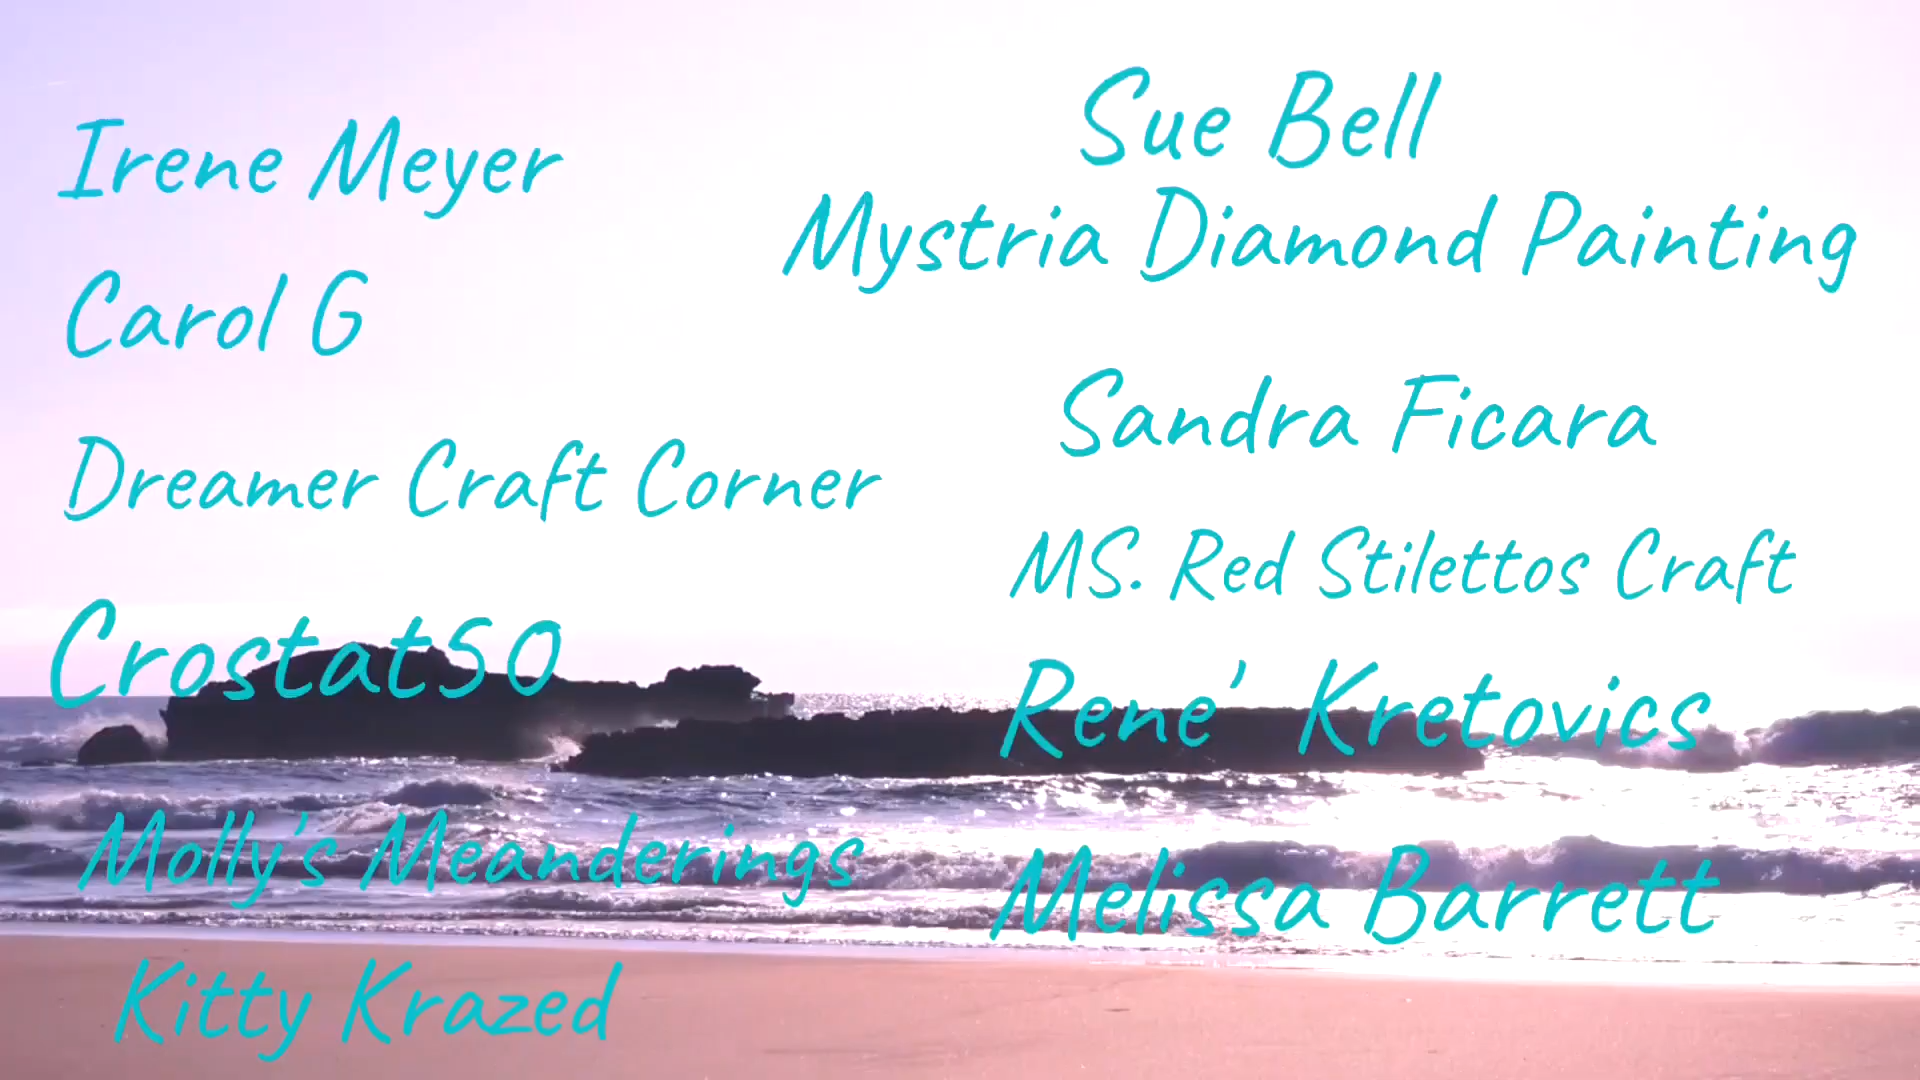 Irene Meyer
Carol G
Dreamer Craft Corner
Crostat50
Molly's Meanderings
Kitty Krazed
Sue Bell
Mystria Diamond Painting
Sandra Ficara
MS. Red Stilettos Craft
Rene' Kretovics
Melissa Barrett